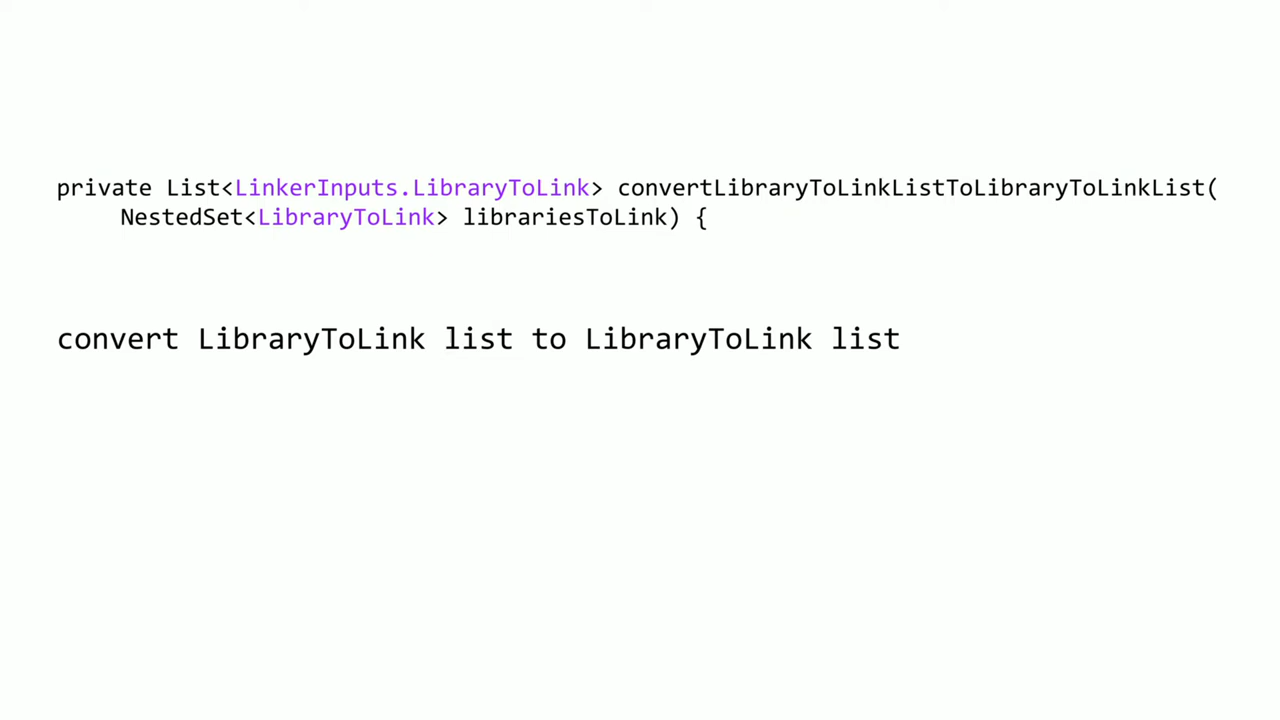 private List<LinkerInputs.LibraryToLink> convertLibraryToLinkListToLibraryToLinkList(
NestedSet<LibraryToLink> librariesToLink) {
convert LibraryToLink list to LibraryToLink list